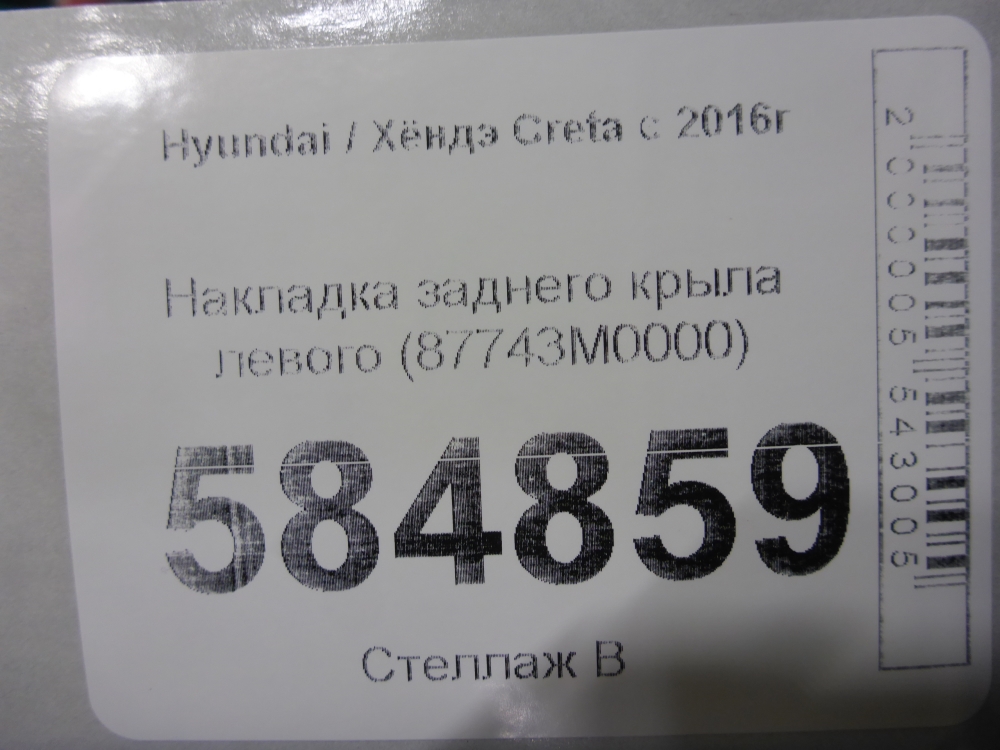 Hyundai / Хёндэ Creta с 2016г
Накладка заднего крыла
левого (87743M0000)
584859
Стеллаж В
2000005543005